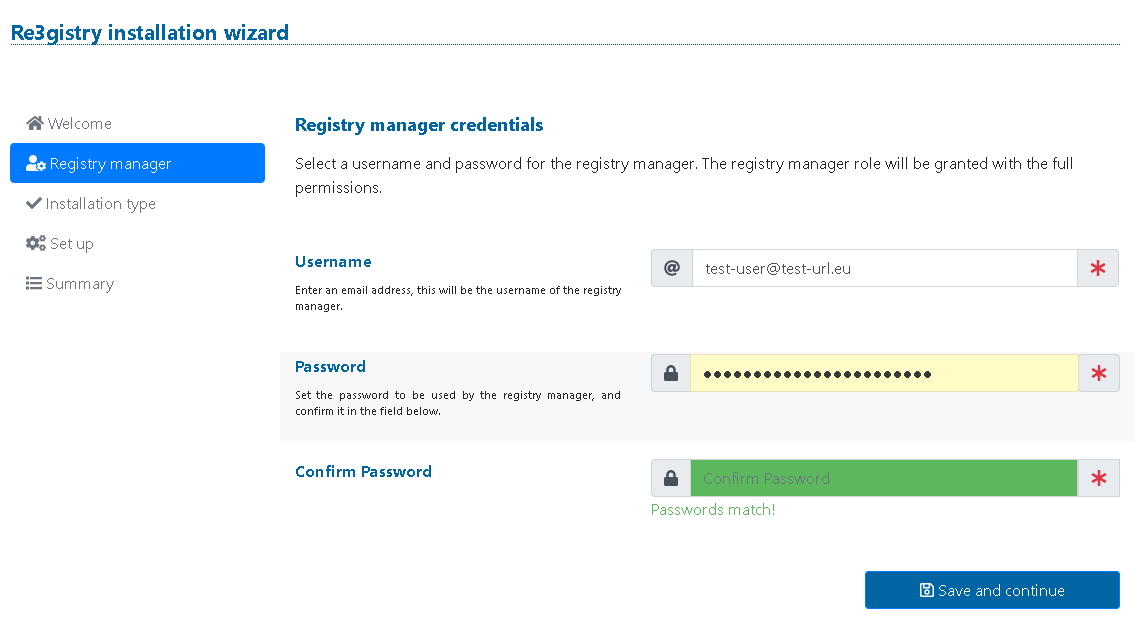 Re3gistry installation wizard
Welcome
Registry manager
Installation type
Set up
Summary
Registry manager credentials
Select a username and password for the registry manager. The registry manager role will be granted with the full
permissions.
Username
Enter an email address, this will be the username of the registry
manager.
test-user@test-url.eu
Password
Set the password to be used by the registry manager, and
confirm it in the field below.
Confirm Password
Confirm Password
Passwords match!
Save and continue